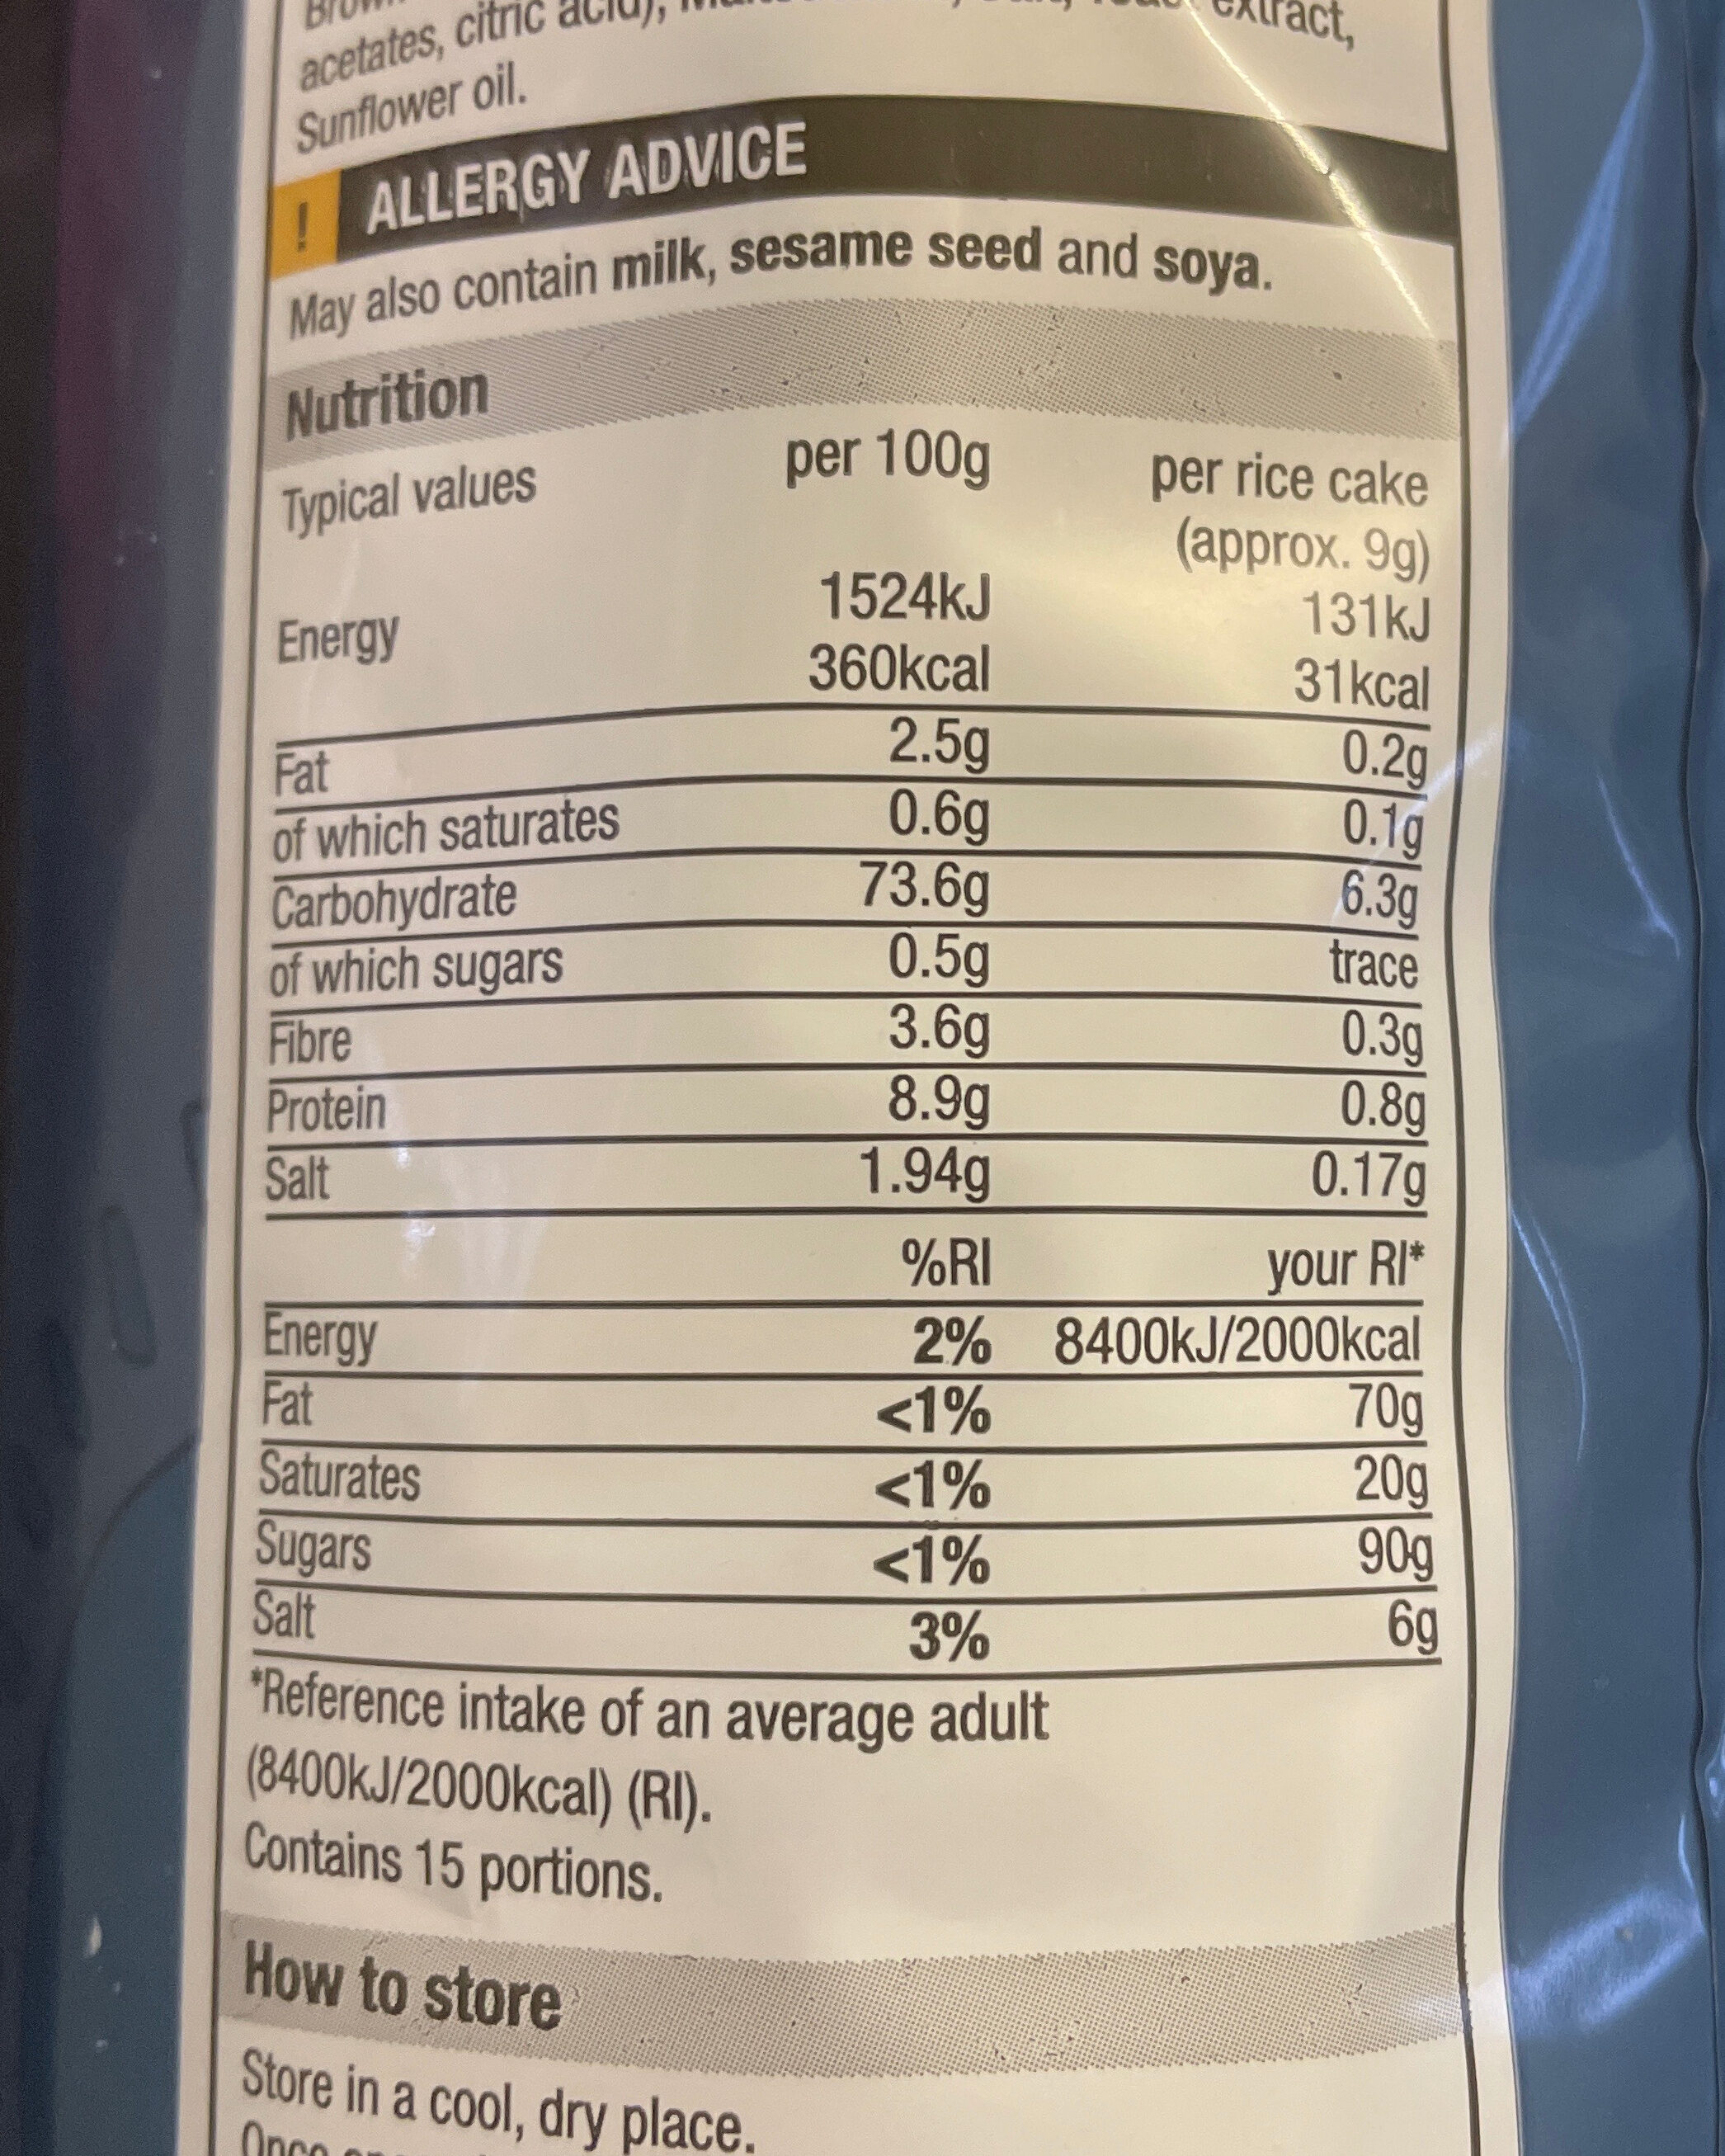 acetates, citric acid), extract,
Sunflower oil.
! ALLERGY ADVICE
May also contain milk, sesame seed and soya.
Nutrition
Typical values per 100g per rice cake
(approx. 9g)
Energy 1524kJ 131kJ
360kcal 31kcal
Fat 2.5g 0.2g
of which saturates 0.6g 0.1g
Carbohydrate 73.6g 6.3g
of which sugars 0.5g trace
Fibre 3.6g 0.3g
Protein 8.9g 0.8g
Salt 1.94g 0.17g
%RI your RI*
Energy 2% 8400kJ/2000kcal
Fat <1% 70g
Saturates <1% 20g
Sugars <1% 90g
Salt 3% 6g
*Reference intake of an average adult
(8400kJ/2000kcal) (RI).
Contains 15 portions.
How to store
Store in a cool, dry place.